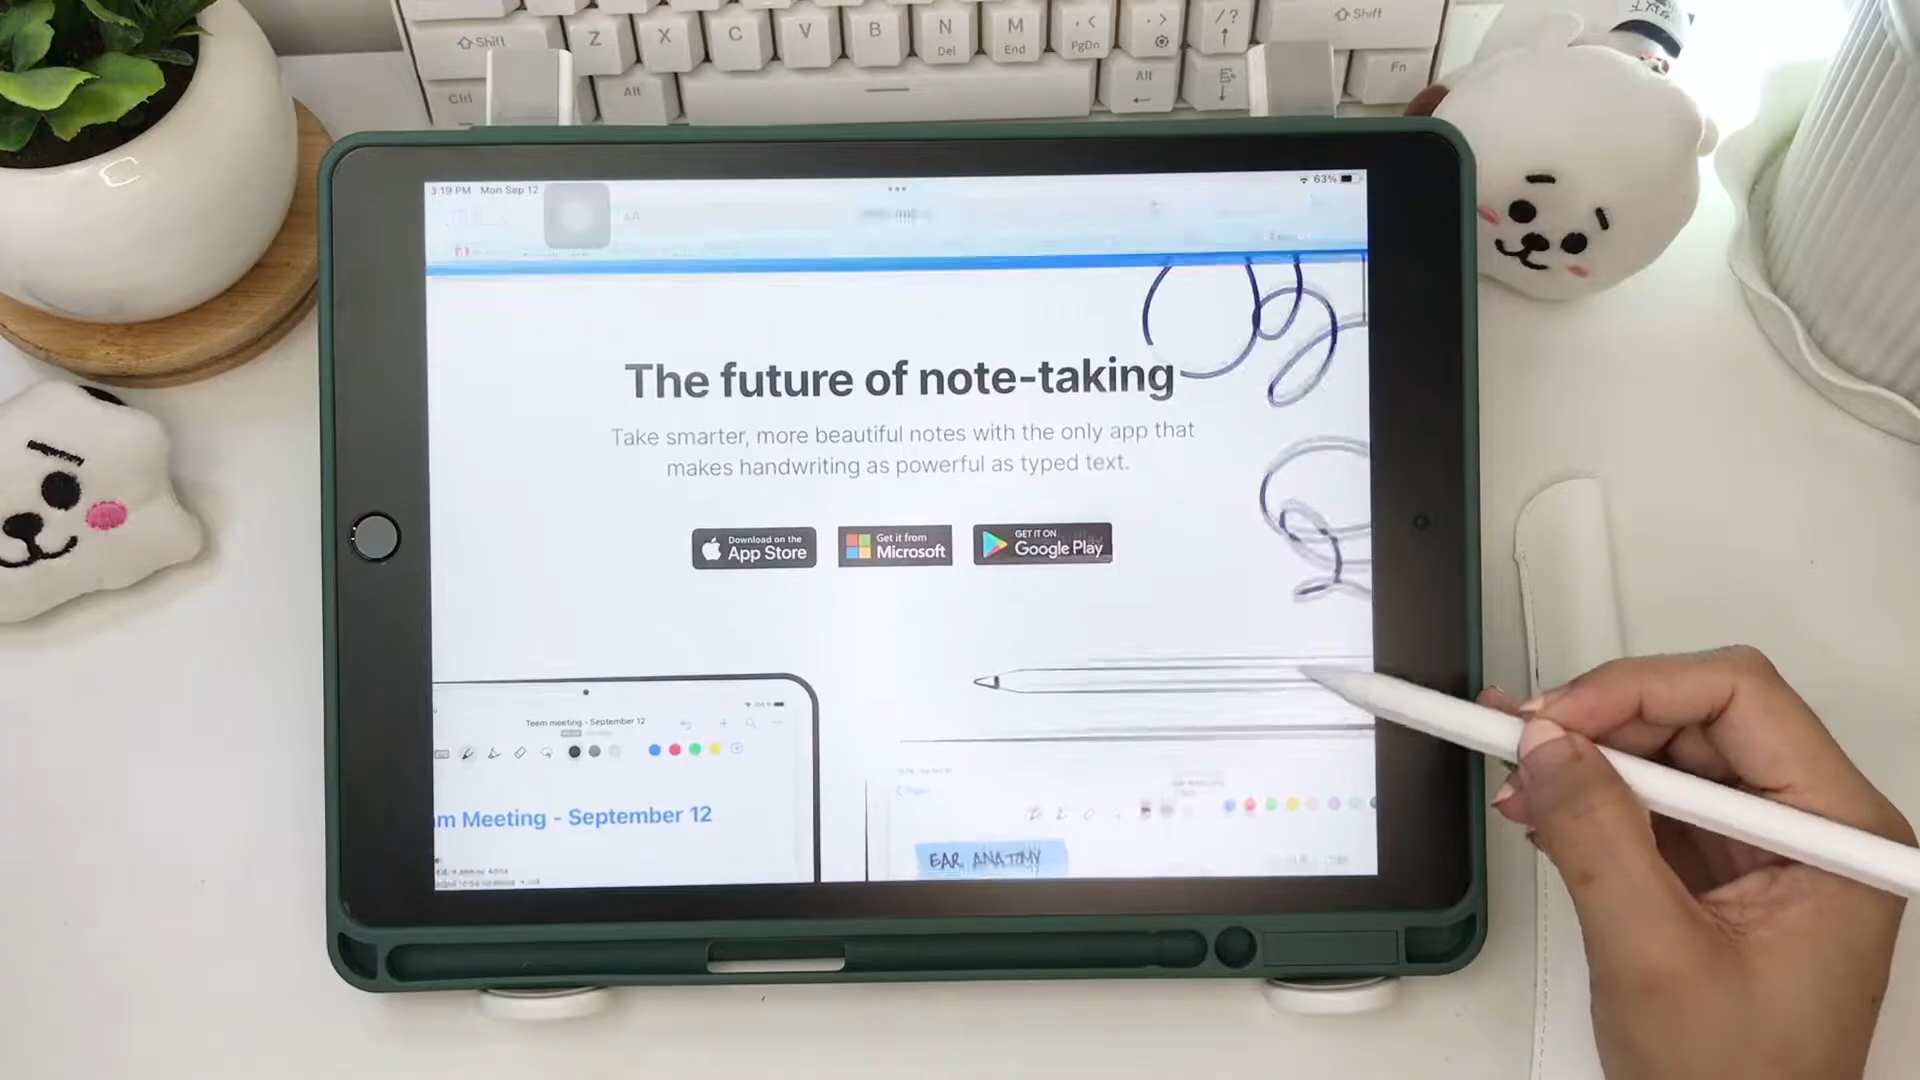 Shift Z X C V B N M < > /? Shift
Del End PgDn
Ctrl Alt Alt Fn
3:19 PM Mon Sep 12
63%
AA
The future of note-taking
Take smarter, more beautiful notes with the only app that
makes handwriting as powerful as typed text.
Download on the
App Store
Get it from
Microsoft
GET IT ON
Google Play
Teem meeting - September 12
m Meeting - September 12
EAR ANATOMY